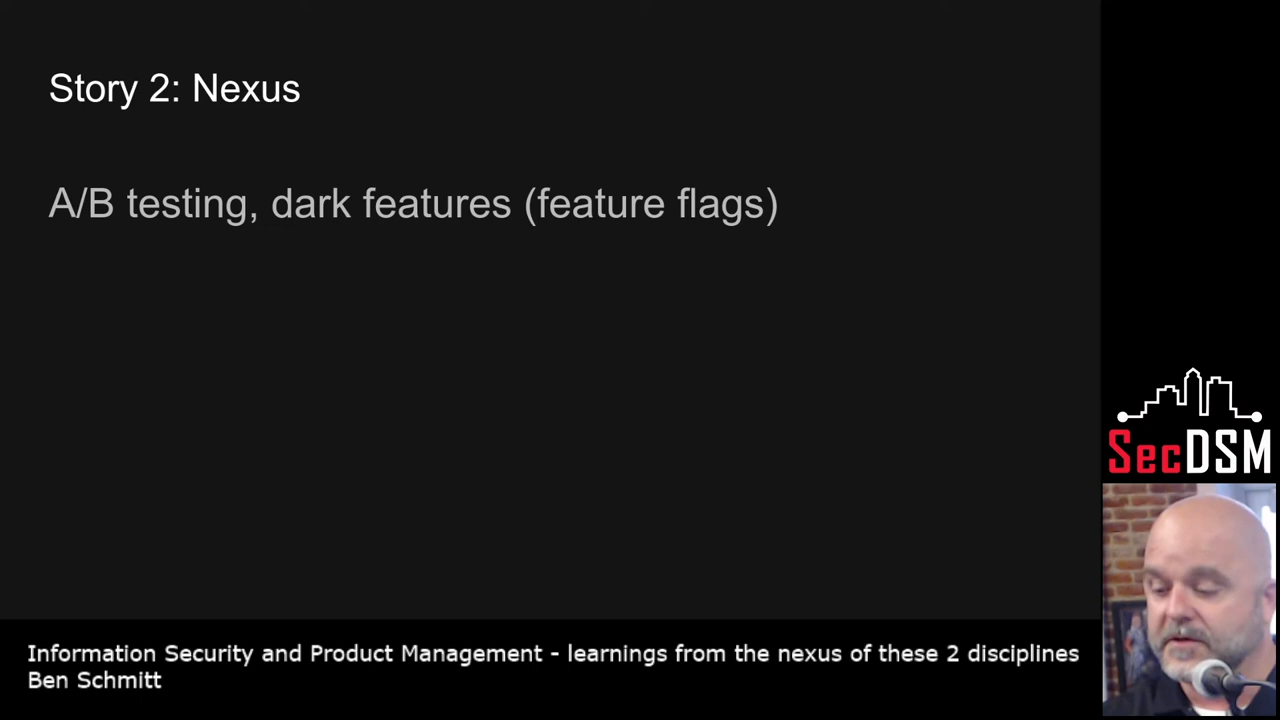 Story 2: Nexus
A/B testing, dark features (feature flags)
SecDSM
Information Security and Product Management - learnings from the nexus of these 2 disciplines
Ben Schmitt